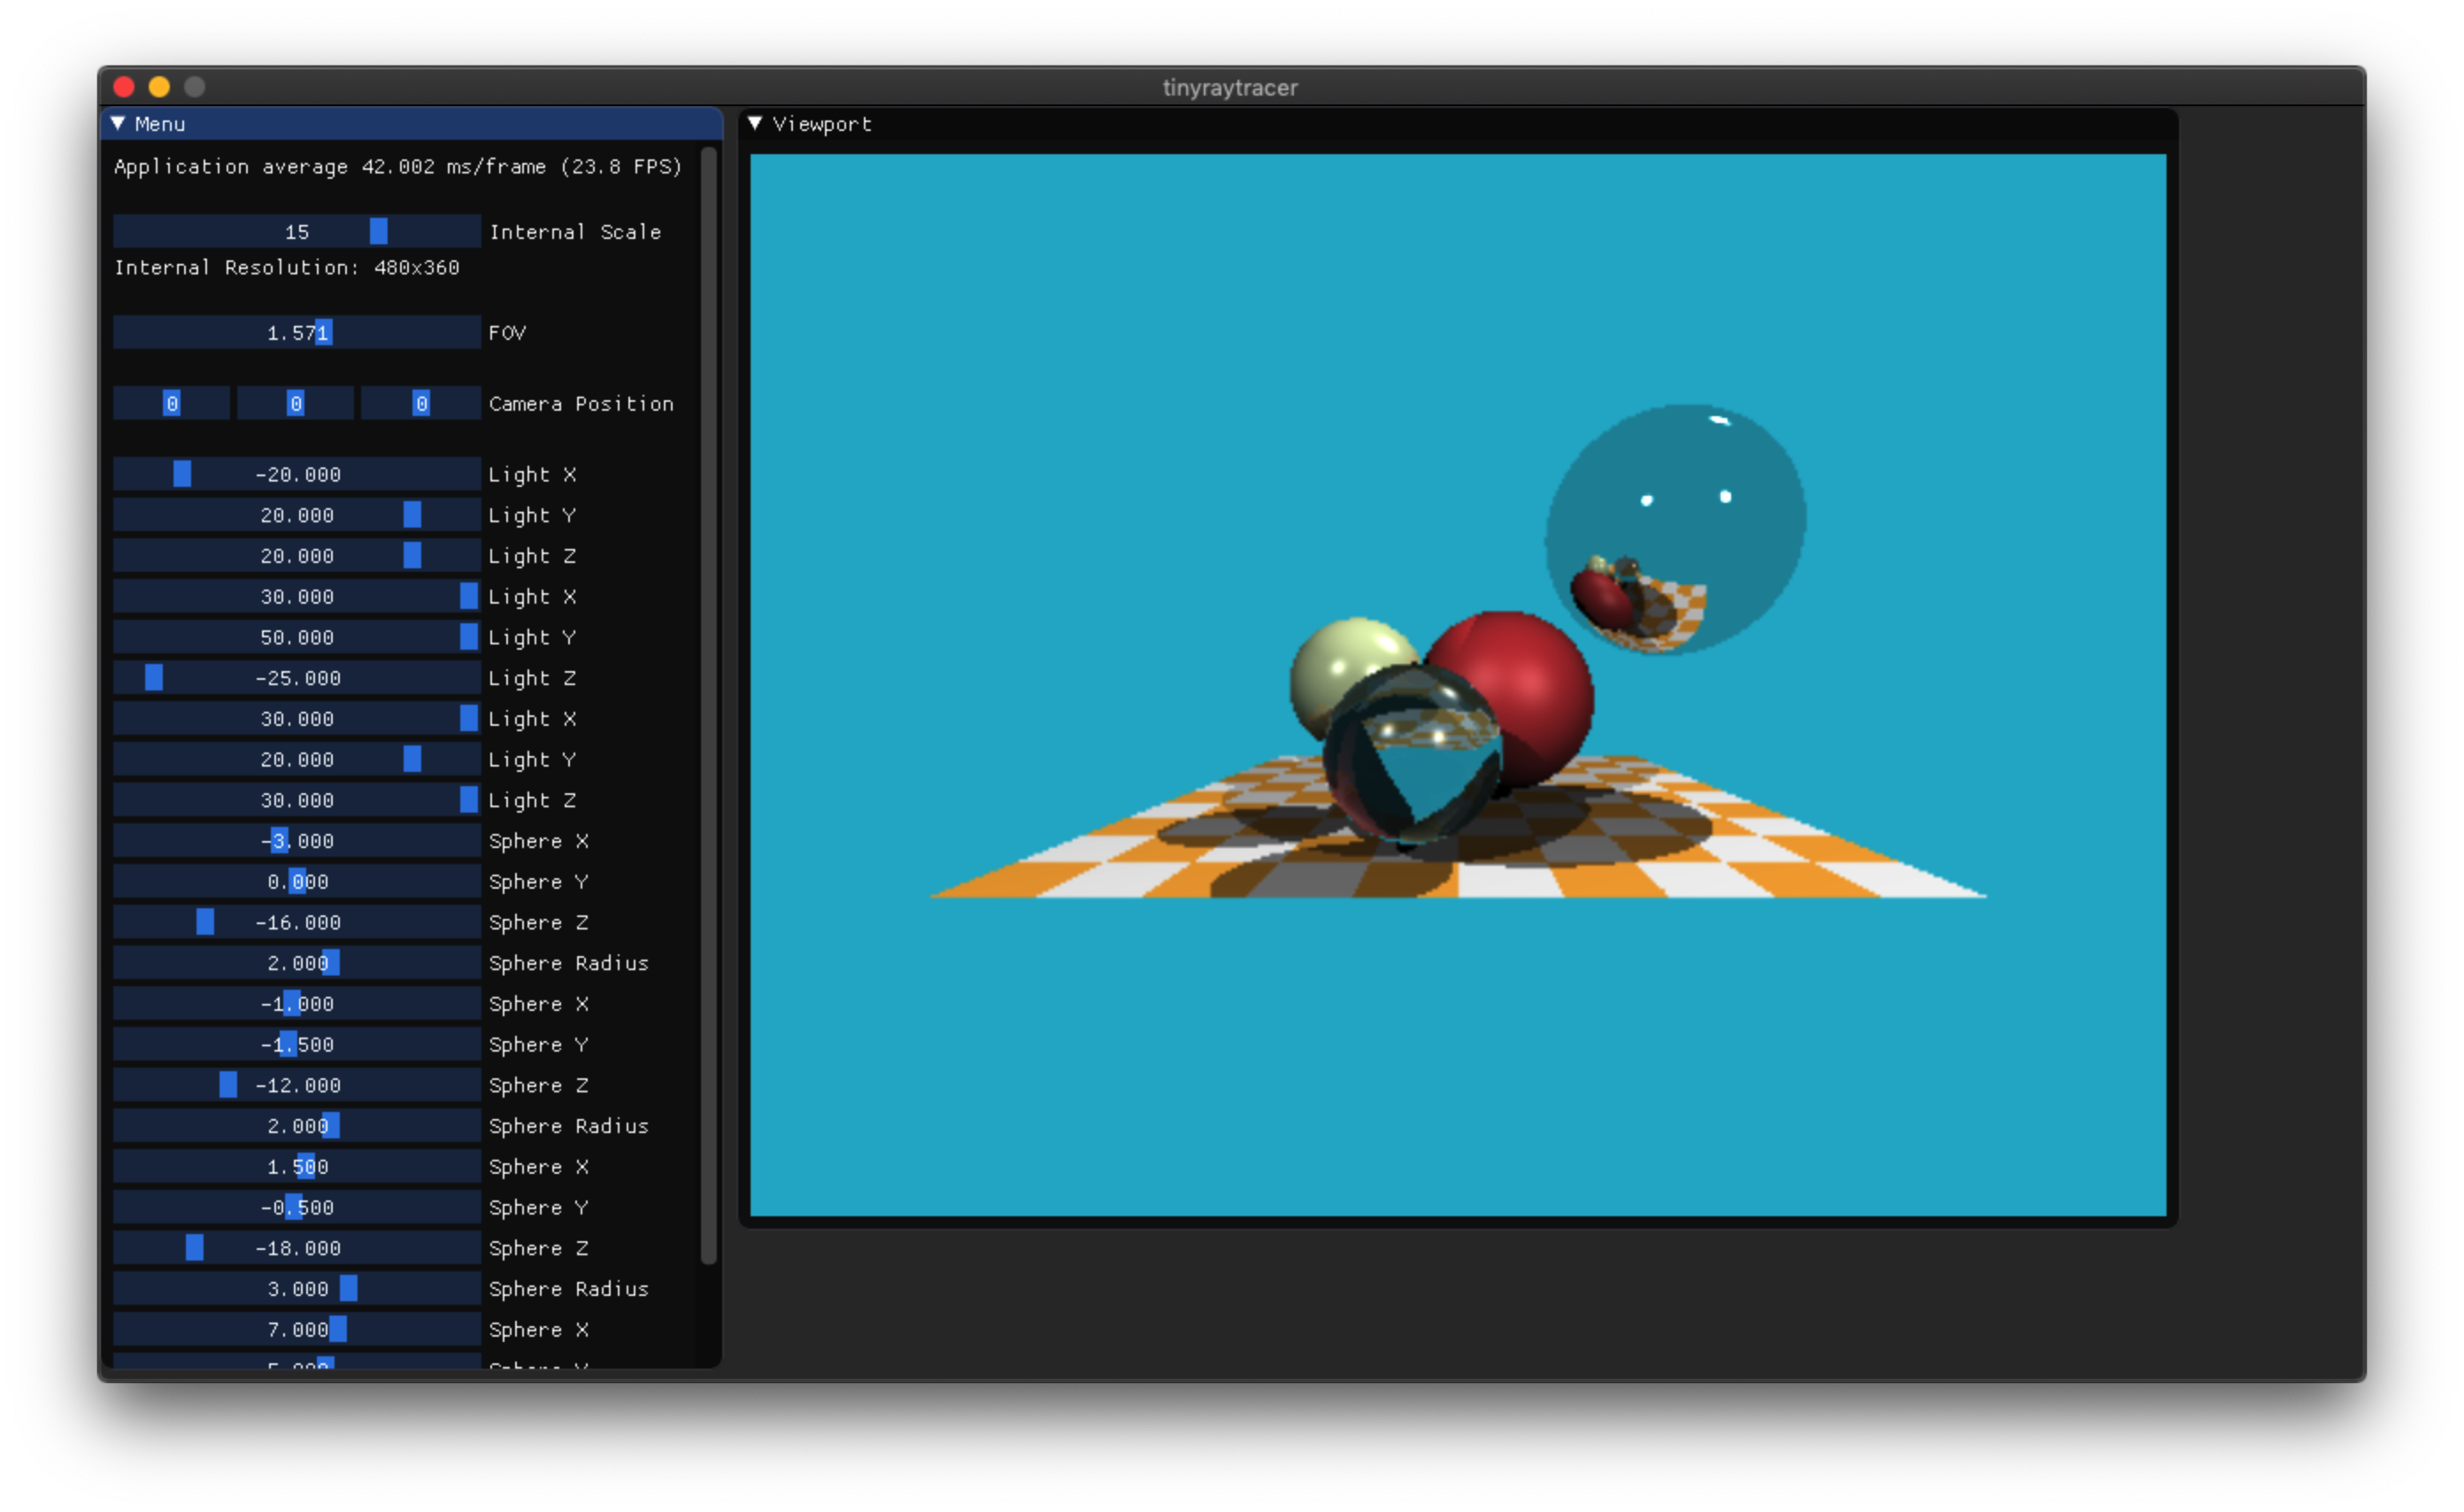 tinyraytracer
Menu
Application average 42.002 ms/frame (23.8 FPS)
15 Internal Scale
Internal Resolution: 480x360
1.571 FOV
0 0 0 Camera Position
-20.000 Light X
20.000 Light Y
20.000 Light Z
30.000 Light X
50.000 Light Y
-25.000 Light Z
30.000 Light X
20.000 Light Y
30.000 Light Z
-3.000 Sphere X
0.000 Sphere Y
-16.000 Sphere Z
2.000 Sphere Radius
-1.000 Sphere X
-1.500 Sphere Y
-12.000 Sphere Z
2.000 Sphere Radius
1.500 Sphere X
-0.500 Sphere Y
-18.000 Sphere Z
3.000 Sphere Radius
7.000 Sphere X
Viewport